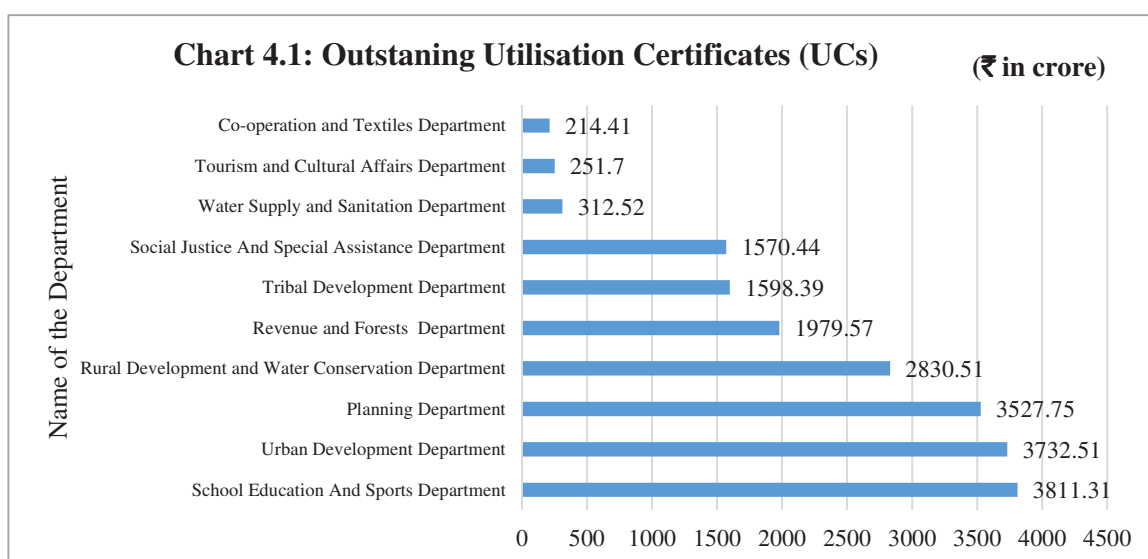 Chart 4.1: Outstaning Utilisation Certificates (UCs)
(₹ in crore)
Name of the Department
Co-operation and Textiles Department 214.41
Tourism and Cultural Affairs Department 251.7
Water Supply and Sanitation Department 312.52
Social Justice And Special Assistance Department 1570.44
Tribal Development Department 1598.39
Revenue and Forests Department 1979.57
Rural Development and Water Conservation Department 2830.51
Planning Department 3527.75
Urban Development Department 3732.51
School Education And Sports Department 3811.31
0 500 1000 1500 2000 2500 3000 3500 4000 4500